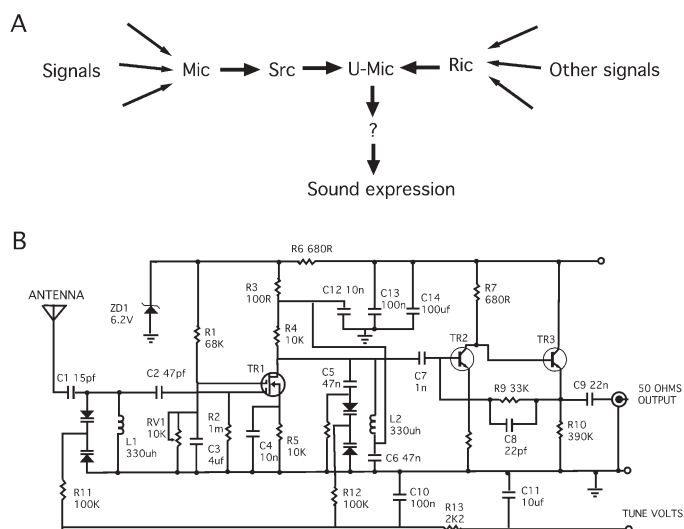 A
Signals Mic Src U-Mic Ric Other signals
?
Sound expression
B
R6 680R
ANTENNA
ZD1
6.2V
R3
100R
C12 10n
C13
100n
C14
100uf
R7
680R
R1
68K
R4
10K
TR2
TR3
C1 15pf
C2 47pf
TR1
C5
47n
C7
1n
R9 33K
C9 22n
50 OHMS
OUTPUT
L1
330uh
RV1
10K
C3
4uf
R2
1m
C4
10n
R5
10K
L2
330uh
C6 47n
C8
22pf
R10
390K
R11
100K
R12
100K
C10
100n
R13
2K2
C11
10uf
TUNE VOLTS